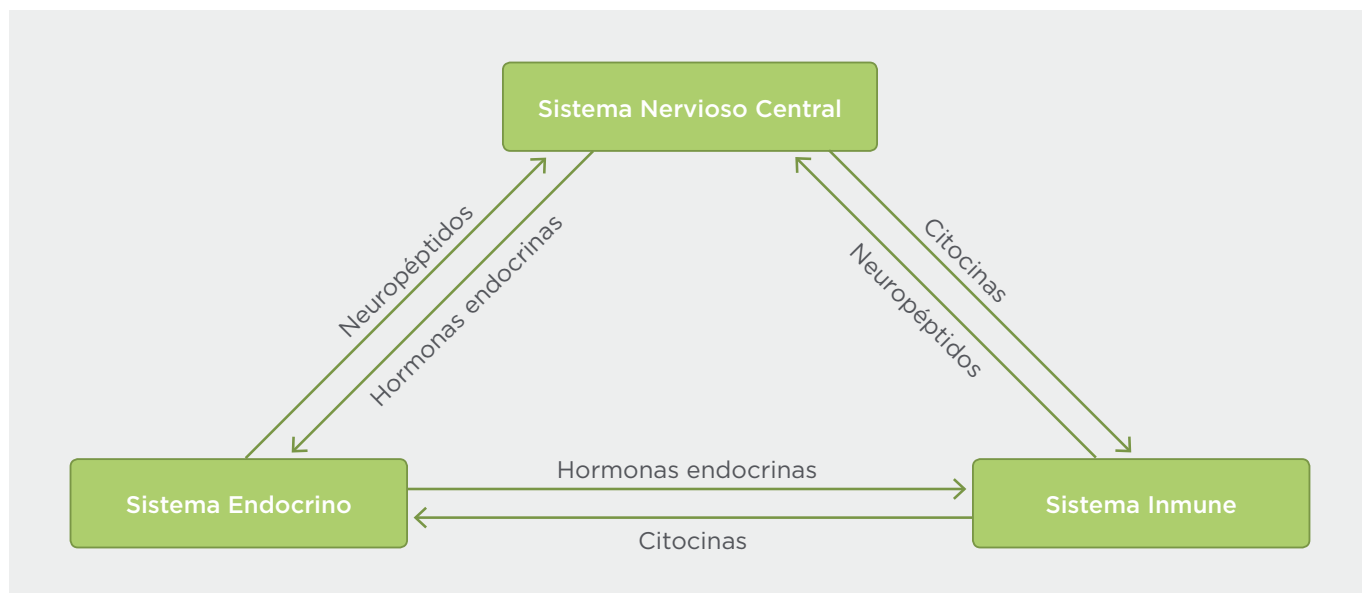 Sistema Nervioso Central
Neuropéptidos
Hormonas endocrinas
Citocinas
Neuropéptidos
Hormonas endocrinas
Sistema Endocrino
Sistema Inmune
Citocinas